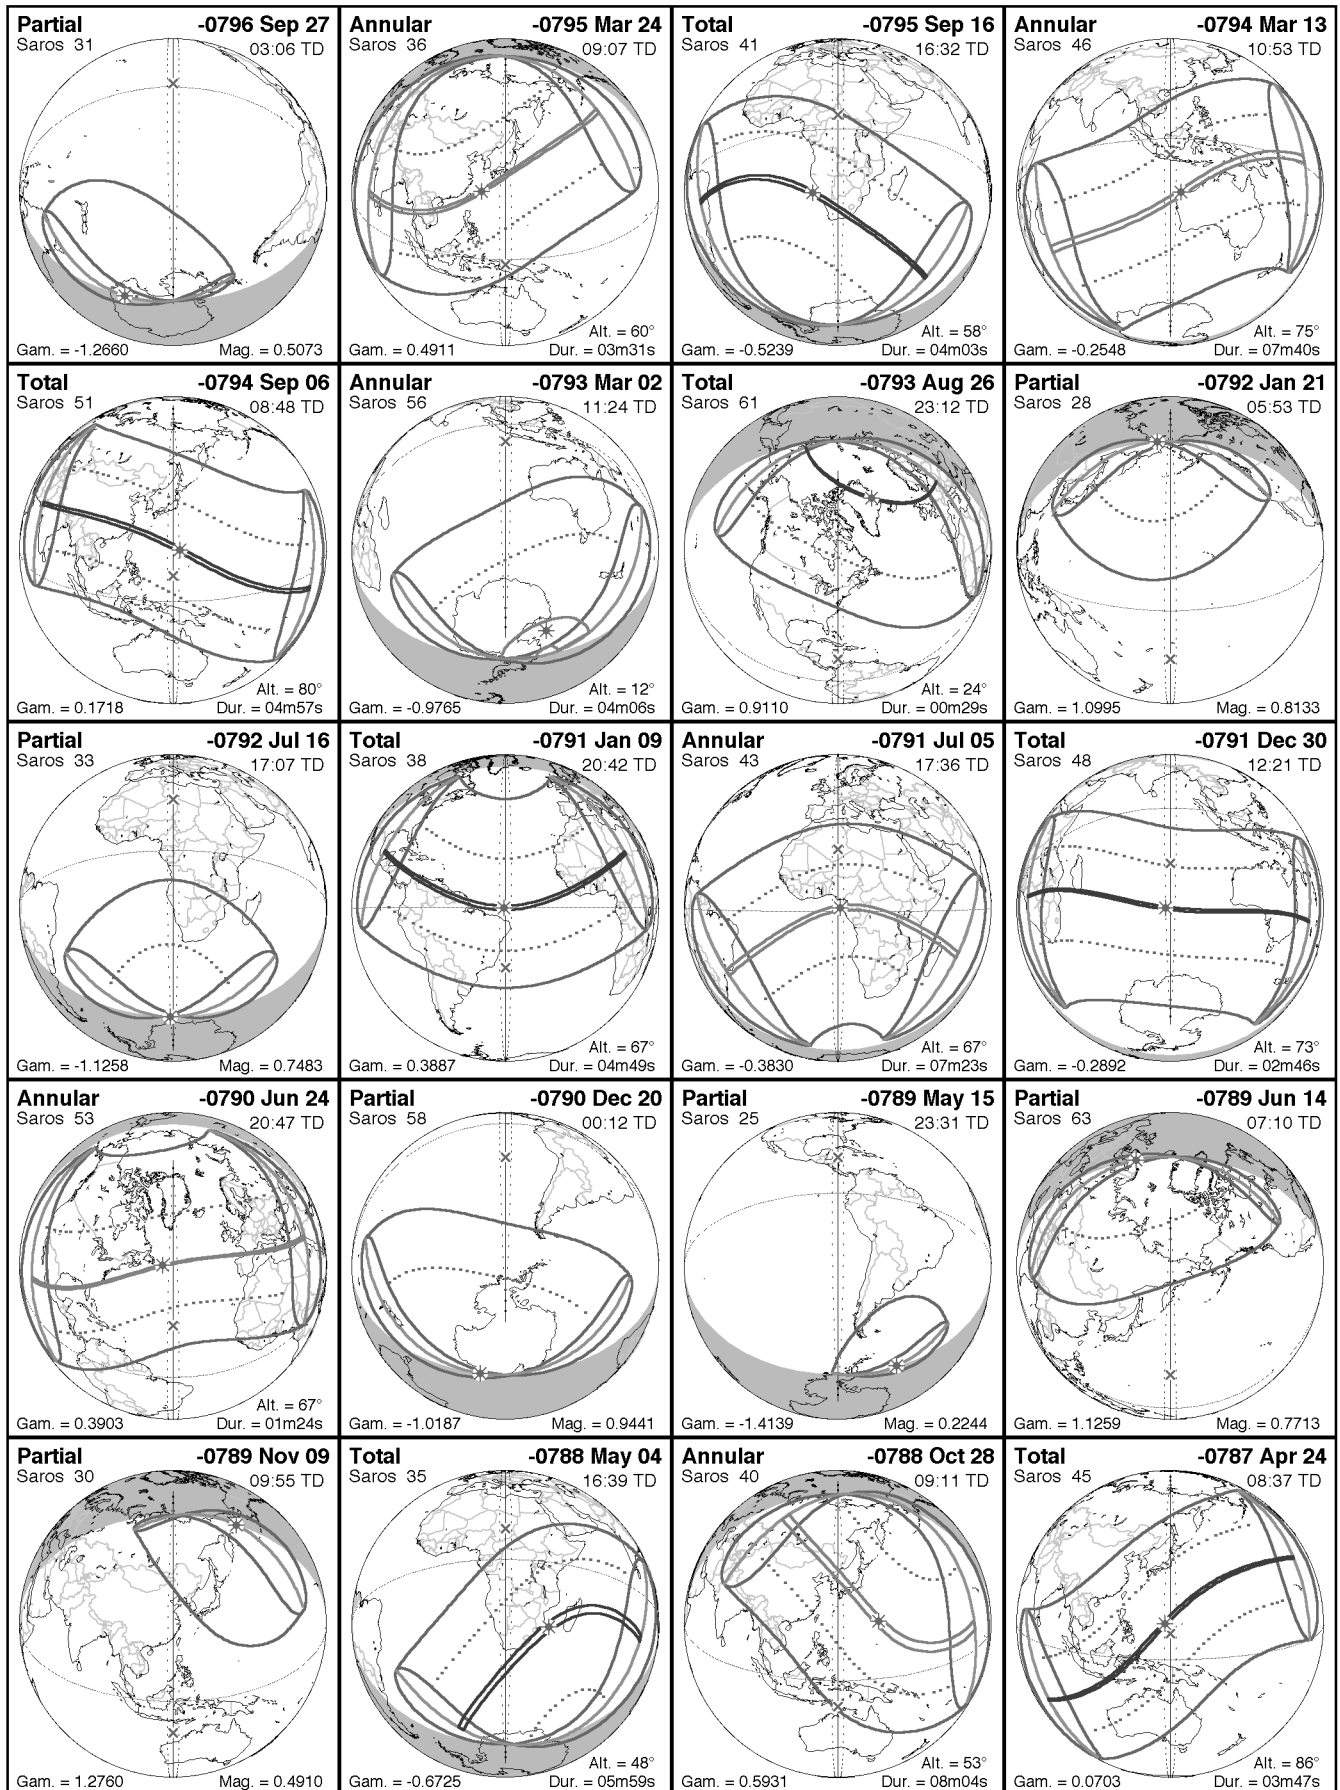 Partial -0796 Sep 27
Saros 31 03:06 TD
Gam. = -1.2660 Mag. = 0.5073
Annular -0795 Mar 24
Saros 36 09:07 TD
Alt. = 60°
Gam. = 0.4911 Dur. = 03m31s
Total -0795 Sep 16
Saros 41 16:32 TD
Alt. = 58°
Gam. = -0.5239 Dur. = 04m03s
Annular -0794 Mar 13
Saros 46 10:53 TD
Alt. = 75°
Gam. = -0.2548 Dur. = 07m40s
Total -0794 Sep 06
Saros 51 08:48 TD
Alt. = 80°
Gam. = 0.1718 Dur. = 04m57s
Annular -0793 Mar 02
Saros 56 11:24 TD
Alt. = 12°
Gam. = -0.9765 Dur. = 04m06s
Total -0793 Aug 26
Saros 61 23:12 TD
Alt. = 24°
Gam. = 0.9110 Dur. = 00m29s
Partial -0792 Jan 21
Saros 28 05:53 TD
Gam. = 1.0995 Mag. = 0.8133
Partial -0792 Jul 16
Saros 33 17:07 TD
Gam. = -1.1258 Mag. = 0.7483
Total -0791 Jan 09
Saros 38 20:42 TD
Alt. = 67°
Gam. = 0.3887 Dur. = 04m49s
Annular -0791 Jul 05
Saros 43 17:36 TD
Alt. = 67°
Gam. = -0.3830 Dur. = 07m23s
Total -0791 Dec 30
Saros 48 12:21 TD
Alt. = 73°
Gam. = -0.2892 Dur. = 02m46s
Annular -0790 Jun 24
Saros 53 20:47 TD
Alt. = 67°
Gam. = 0.3903 Dur. = 01m24s
Partial -0790 Dec 20
Saros 58 00:12 TD
Gam. = -1.0187 Mag. = 0.9441
Partial -0789 May 15
Saros 25 23:31 TD
Gam. = -1.4139 Mag. = 0.2244
Partial -0789 Jun 14
Saros 63 07:10 TD
Gam. = 1.1259 Mag. = 0.7713
Partial -0789 Nov 09
Saros 30 09:55 TD
Gam. = 1.2760 Mag. = 0.4910
Total -0788 May 04
Saros 35 16:39 TD
Alt. = 48°
Gam. = -0.6725 Dur. = 05m59s
Annular -0788 Oct 28
Saros 40 09:11 TD
Alt. = 53°
Gam. = 0.5931 Dur. = 08m04s
Total -0787 Apr 24
Saros 45 08:37 TD
Alt. = 86°
Gam. = 0.0703 Dur. = 03m47s